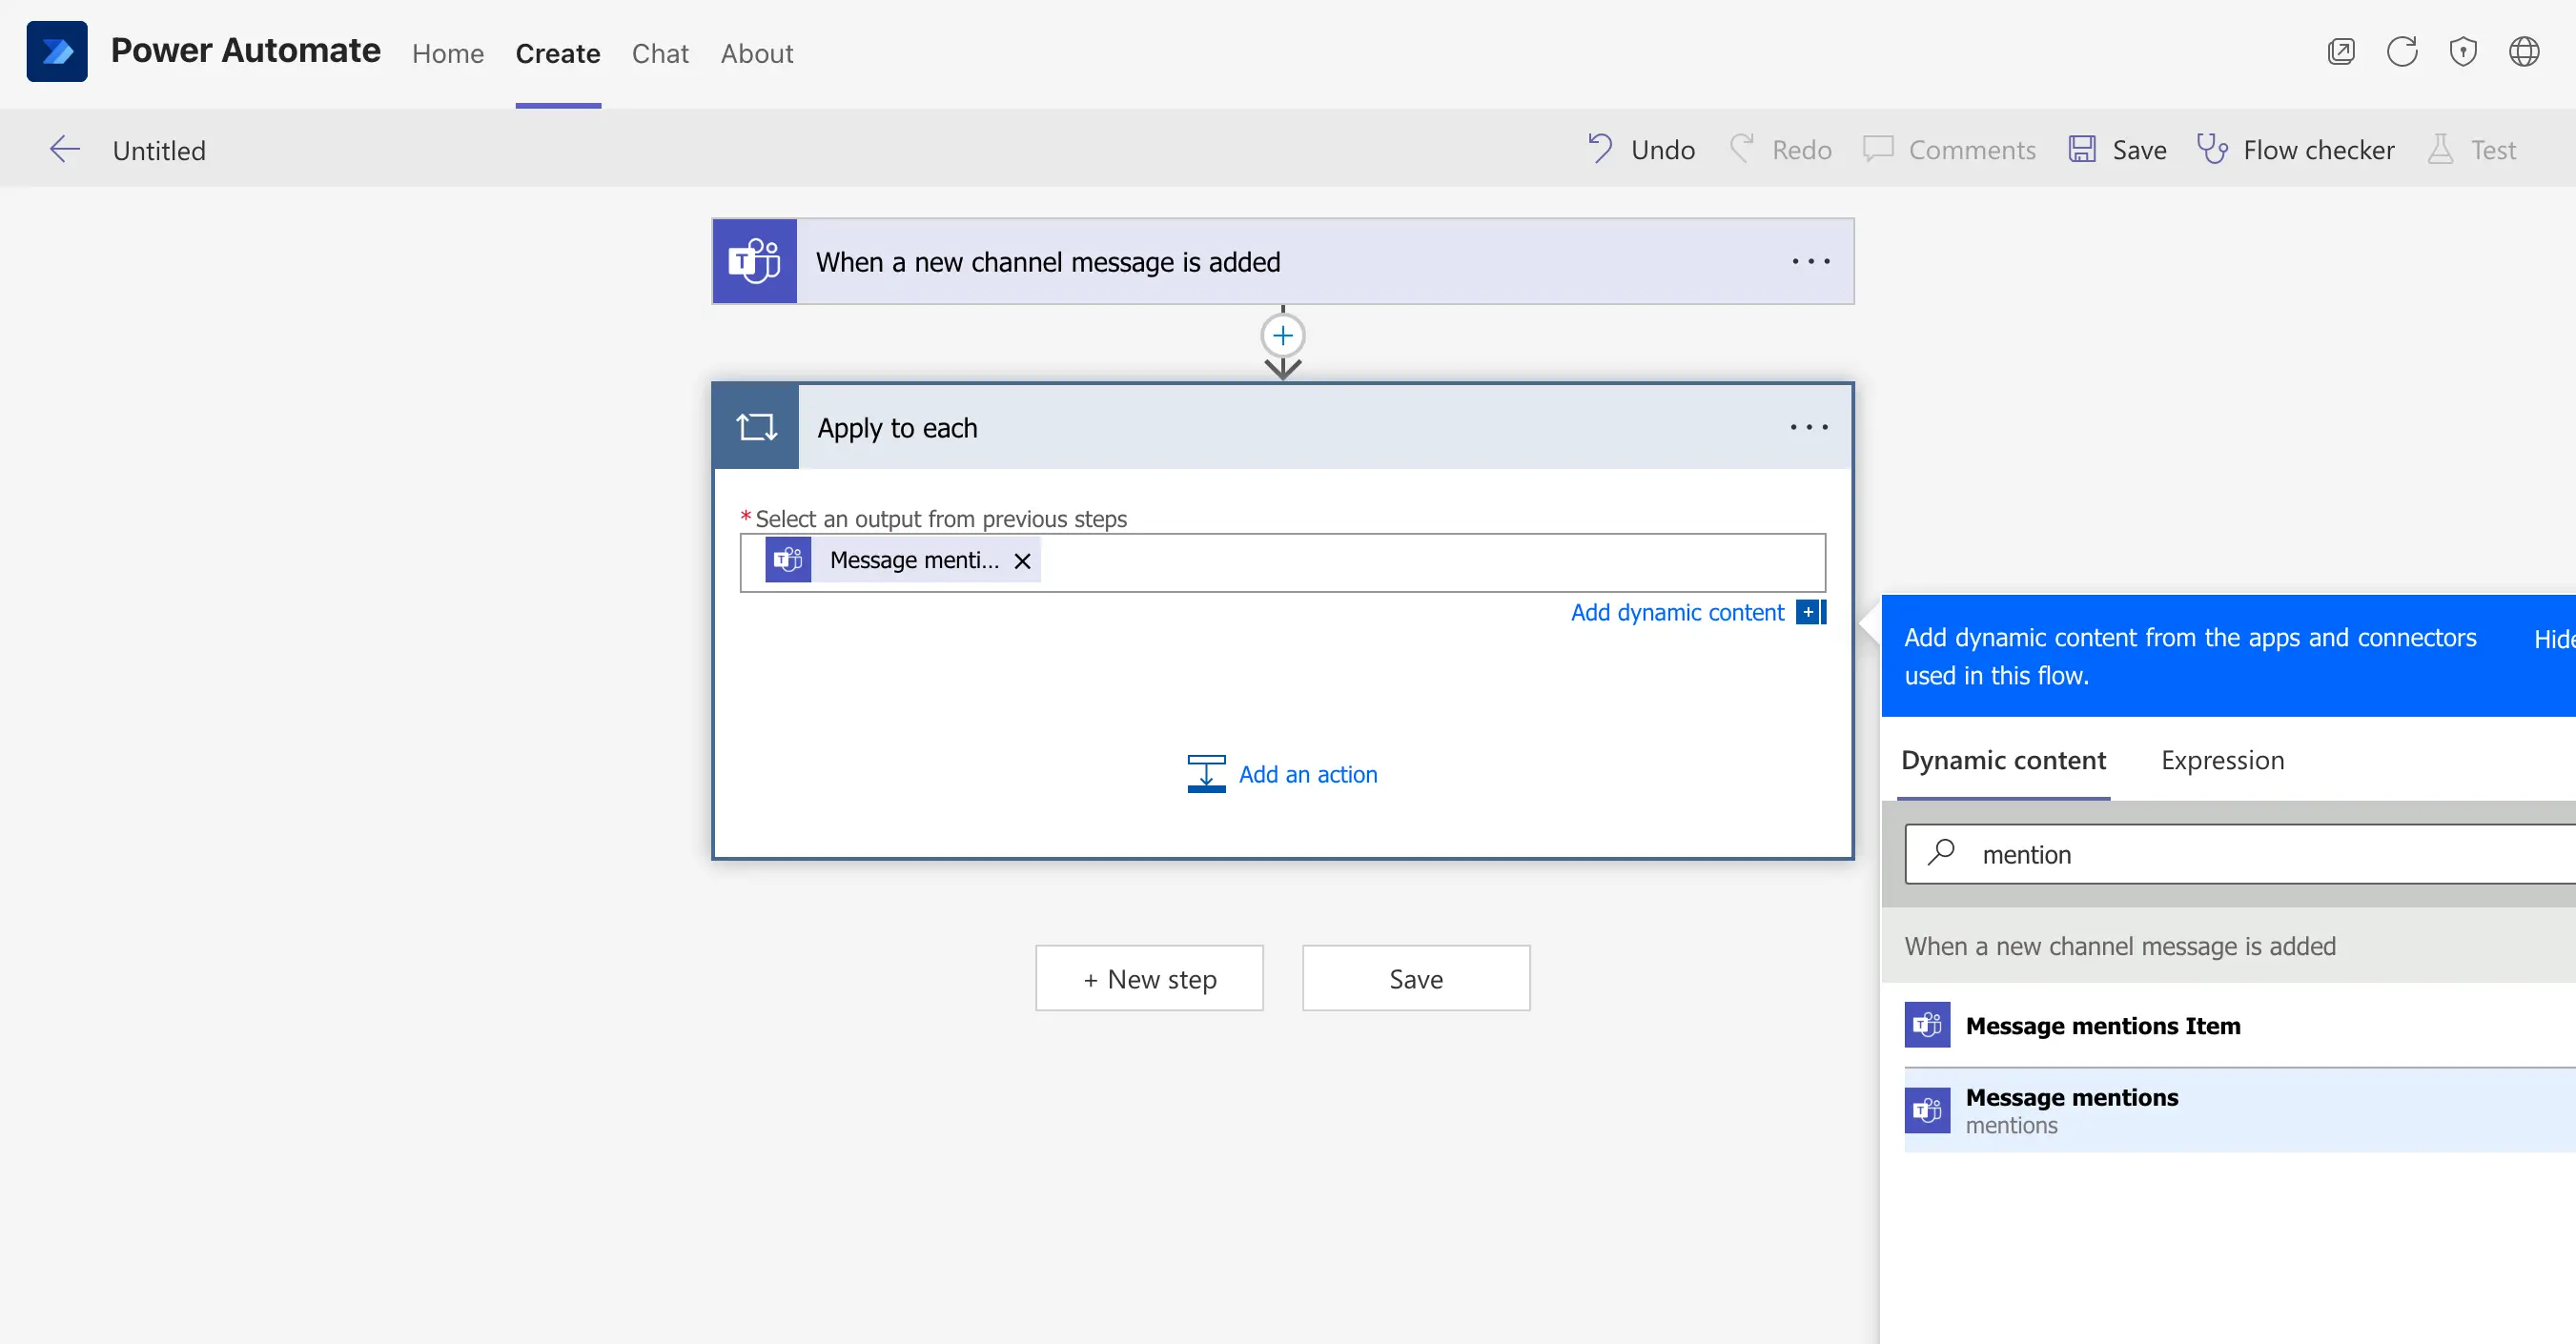 Power Automate Home Create Chat About
Untitled Undo Redo Comments Save Flow checker Test
When a new channel message is added
Apply to each
* Select an output from previous steps
Message menti...
Add dynamic content
Add an action
+ New step Save
Add dynamic content from the apps and connectors
used in this flow.
Hide
Dynamic content Expression
mention
When a new channel message is added
Message mentions Item
Message mentions
mentions